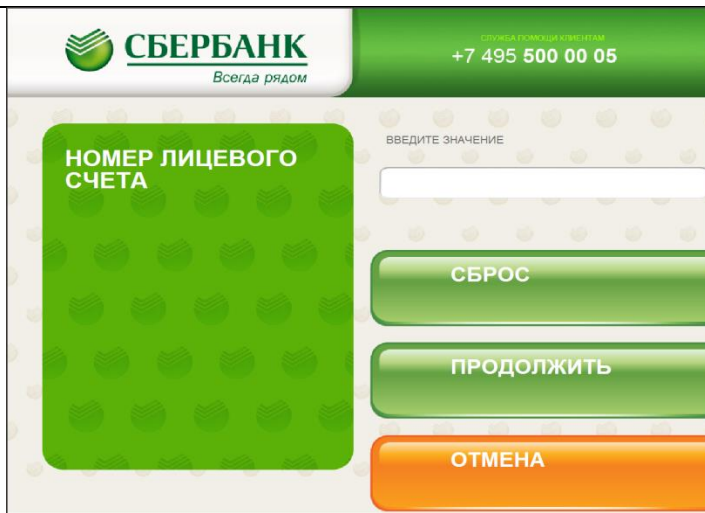 СБЕРБАНК
Всегда рядом
СЛУЖБА ПОМОЩИ КЛИЕНТАМ
+7 495 500 00 05
НОМЕР ЛИЦЕВОГО
СЧЕТА
ВВЕДИТЕ ЗНАЧЕНИЕ
СБРОС
ПРОДОЛЖИТЬ
ОТМЕНА